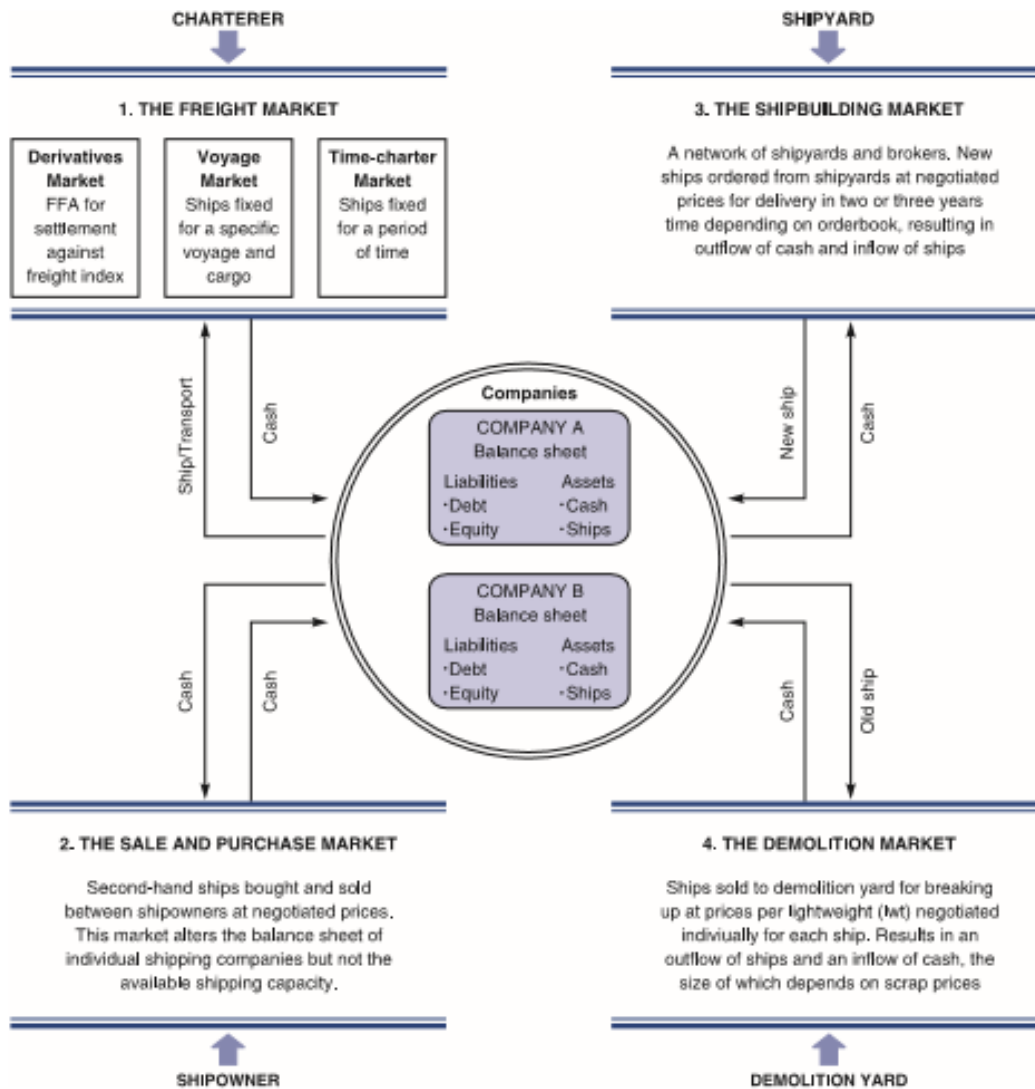 CHARTERER
SHIPYARD
1. THE FREIGHT MARKET
Derivatives
Market
FFA for
settlement
against
freight index
Voyage
Market
Ships fixed
for a specific
voyage and
cargo
Time-charter
Market
Ships fixed
for a period
of time
3. THE SHIPBUILDING MARKET
A network of shipyards and brokers. New
ships ordered from shipyards at negotiated
prices for delivery in two or three years
time depending on orderbook, resulting in
outflow of cash and inflow of ships
Ship/Transport
Cash
New ship
Cash
Companies
COMPANY A
Balance sheet
Liabilities Assets
·Debt ·Cash
·Equity ·Ships
COMPANY B
Balance sheet
Liabilities Assets
·Debt ·Cash
·Equity ·Ships
Cash
Cash
Cash
Old ship
2. THE SALE AND PURCHASE MARKET
Second-hand ships bought and sold
between shipowners at negotiated prices.
This market alters the balance sheet of
individual shipping companies but not the
available shipping capacity.
4. THE DEMOLITION MARKET
Ships sold to demolition yard for breaking
up at prices per lightweight (lwt) negotiated
indiviually for each ship. Results in an
outflow of ships and an inflow of cash, the
size of which depends on scrap prices
SHIPOWNER
DEMOLITION YARD